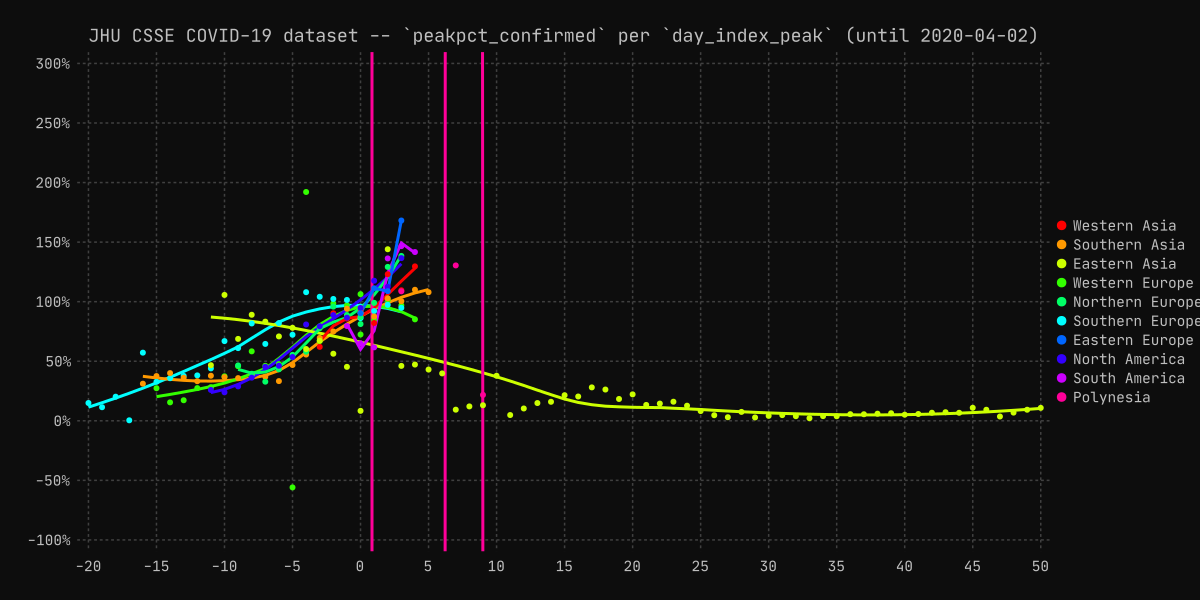 JHU CSSE COVID-19 dataset -- `peakpct_confirmed` per `day_index_peak` (until 2020-04-02)
300%
250%
200%
150%
100%
50%
0%
-50%
-100%
-20 -15 -10 -5 0 5 10 15 20 25 30 35 40 45 50
Western Asia
Southern Asia
Eastern Asia
Western Europe
Northern Europe
Southern Europe
Eastern Europe
North America
South America
Polynesia